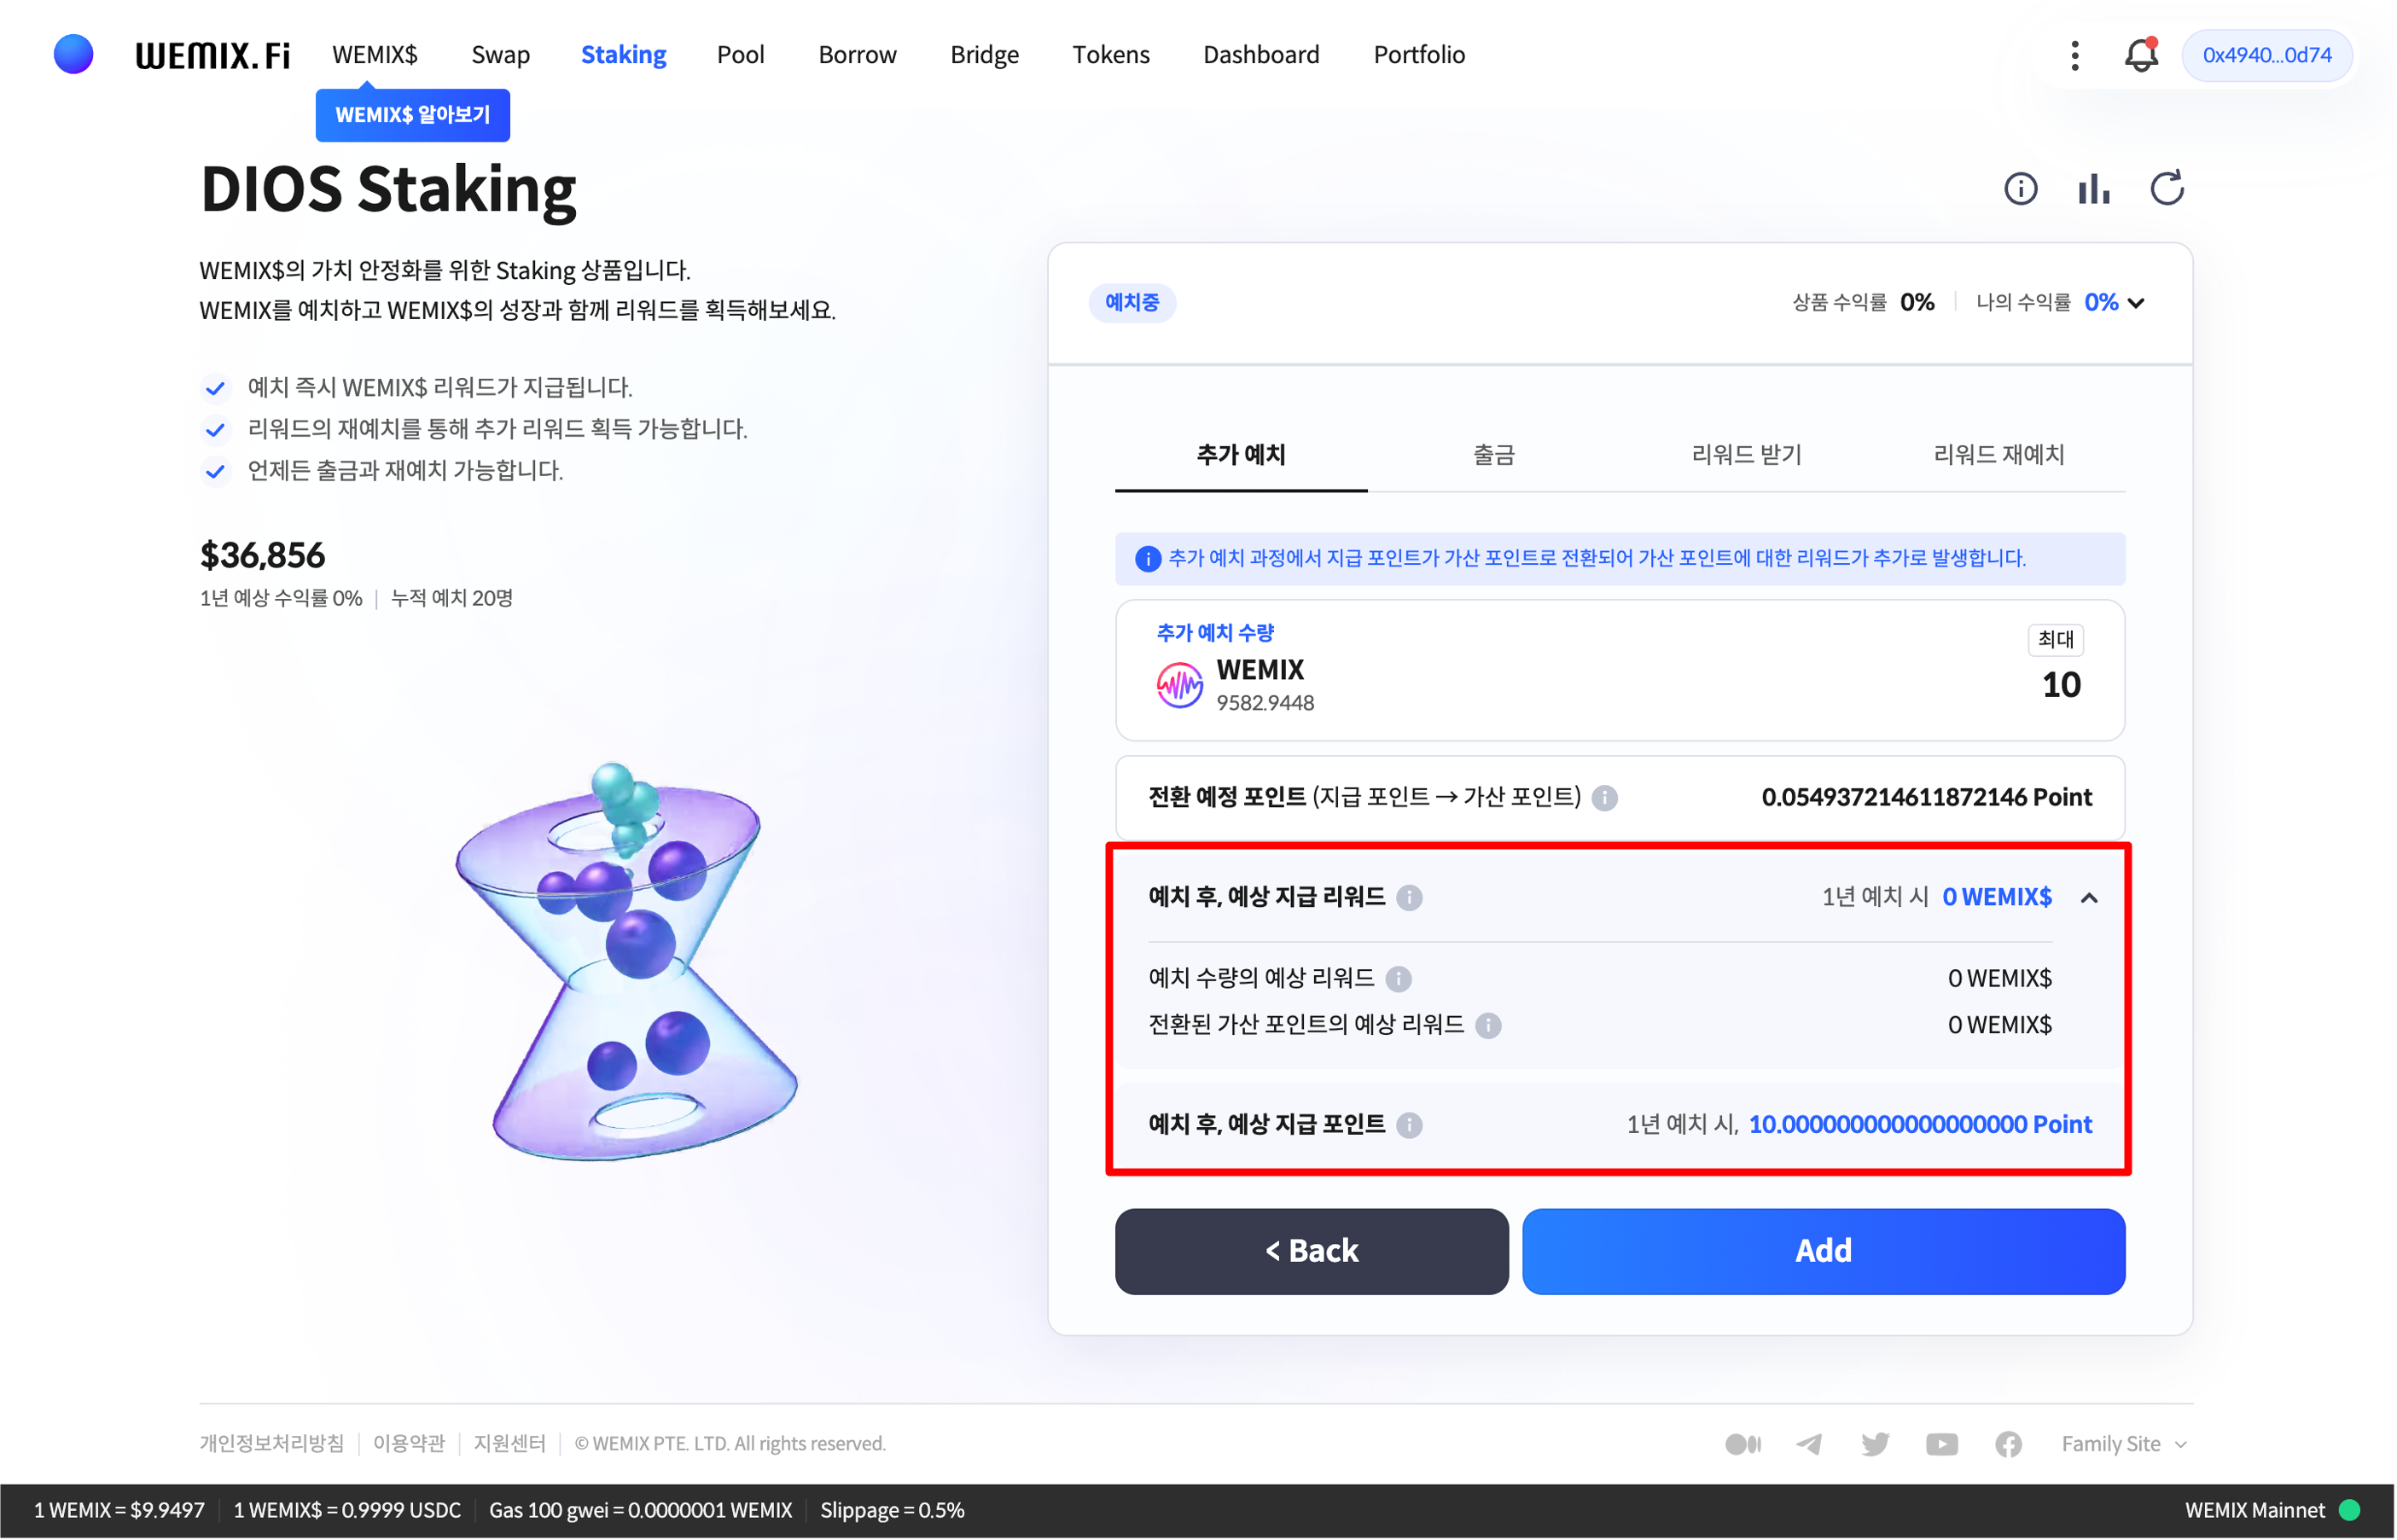 WEMIX.Fi WEMIX$ Swap Staking Pool Borrow Bridge Tokens Dashboard Portfolio 0x4940...0d74
WEMIX$ 알아보기
DIOS Staking
WEMIX$의 가치 안정화를 위한 Staking 상품입니다.
WEMIX를 예치하고 WEMIX$의 성장과 함께 리워드를 획득해보세요.
예치 즉시 WEMIX$ 리워드가 지급됩니다.
리워드의 재예치를 통해 추가 리워드 획득 가능합니다.
언제든 출금과 재예치 가능합니다.
$36,856
1년 예상 수익률 0% | 누적 예치 20명
예치중 상품 수익률 0% | 나의 수익률 0%
추가 예치 출금 리워드 받기 리워드 재예치
추가 예치 과정에서 지급 포인트가 가산 포인트로 전환되어 가산 포인트에 대한 리워드가 추가로 발생합니다.
추가 예치 수량 최대
WEMIX 10
9582.9448
전환 예정 포인트 (지급 포인트 → 가산 포인트) 0.054937214611872146 Point
예치 후, 예상 지급 리워드 1년 예치 시 0 WEMIX$
예치 수량의 예상 리워드 0 WEMIX$
전환된 가산 포인트의 예상 리워드 0 WEMIX$
예치 후, 예상 지급 포인트 1년 예치 시, 10.000000000000000000 Point
< Back Add
개인정보처리방침 | 이용약관 | 지원센터 | © WEMIX PTE. LTD. All rights reserved. Family Site
1 WEMIX = $9.9497 | 1 WEMIX$ = 0.9999 USDC | Gas 100 gwei = 0.0000001 WEMIX | Slippage = 0.5% WEMIX Mainnet